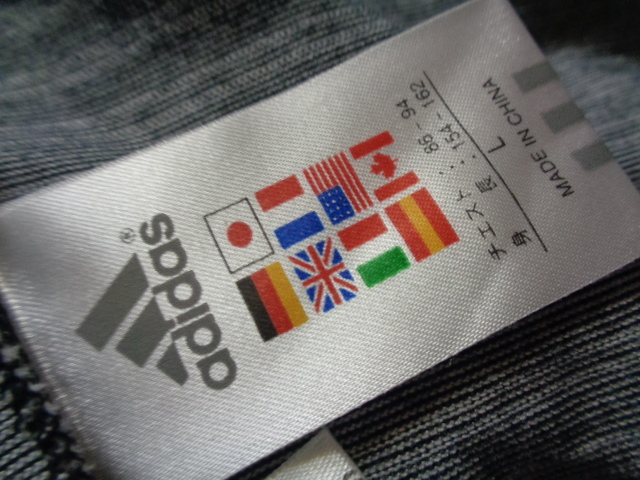 adidas®
チェスト : 86 - 94
身 長 : 154 - 162
L
MADE IN CHINA